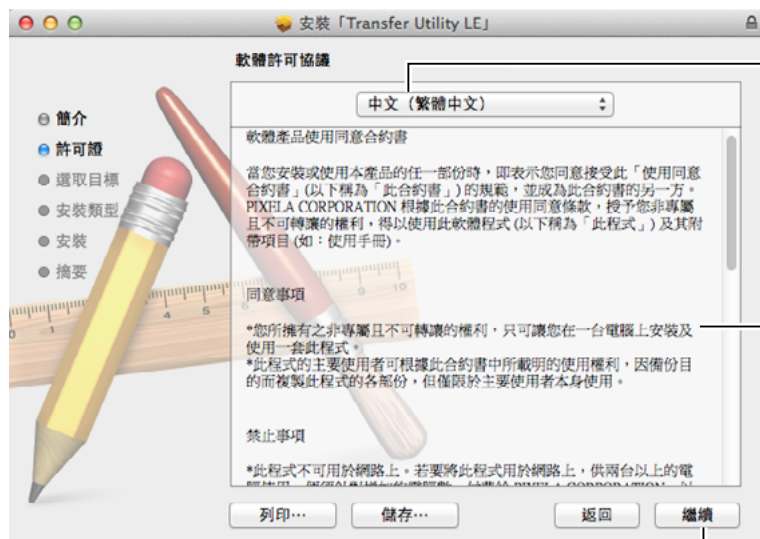 安裝「Transfer Utility LE」
軟體許可協議
簡介
許可證
選取目標
安裝類型
安裝
摘要
中文（繁體中文）
軟體產品使用同意合約書
當您安裝或使用本產品的任一部份時，即表示您同意接受此「使用同意
合約書」(以下稱為「此合約書」) 的規範，並成為此合約書的另一方。
PIXELA CORPORATION 根據此合約書的使用同意條款，授予您非專屬
且不可轉讓的權利，得以使用此軟體程式 (以下稱為「此程式」) 及其附
帶項目 (如：使用手冊)。
同意事項
*您所擁有之非專屬且不可轉讓的權利，只可讓您在一台電腦上安裝及
使用一套此程式。
*此程式的主要使用者可根據此合約書中所載明的使用權利，因備份目
的而複製此程式的各部份，但僅限於主要使用者本身使用。
禁止事項
*此程式不可用於網路上。若要將此程式用於網路上，供兩台以上的電
列印…
儲存…
返回
繼續
5
9
10
0
1
4